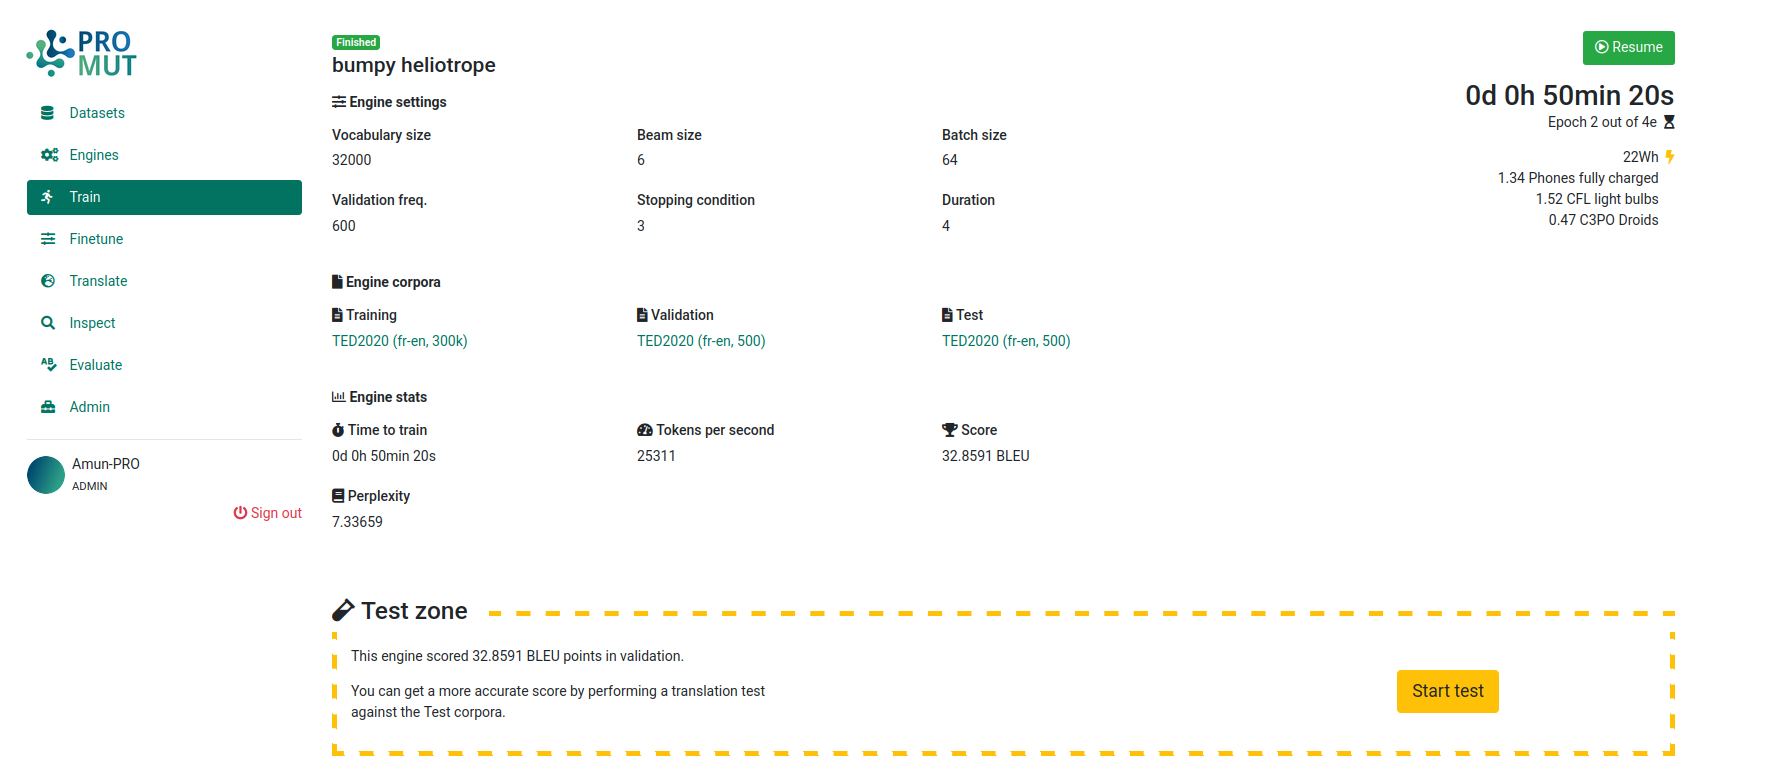 PRO
MUT
Datasets
Engines
Train
Finetune
Translate
Inspect
Evaluate
Admin
Amun-PRO
ADMIN
Sign out
Finished
bumpy heliotrope
Engine settings
Vocabulary size
32000
Beam size
6
Batch size
64
Validation freq.
600
Stopping condition
3
Duration
4
Engine corpora
Training
TED2020 (fr-en, 300k)
Validation
TED2020 (fr-en, 500)
Test
TED2020 (fr-en, 500)
Engine stats
Time to train
0d 0h 50min 20s
Tokens per second
25311
Score
32.8591 BLEU
Perplexity
7.33659
Resume
0d 0h 50min 20s
Epoch 2 out of 4e
22Wh
1.34 Phones fully charged
1.52 CFL light bulbs
0.47 C3PO Droids
Test zone
This engine scored 32.8591 BLEU points in validation.
You can get a more accurate score by performing a translation test
against the Test corpora.
Start test